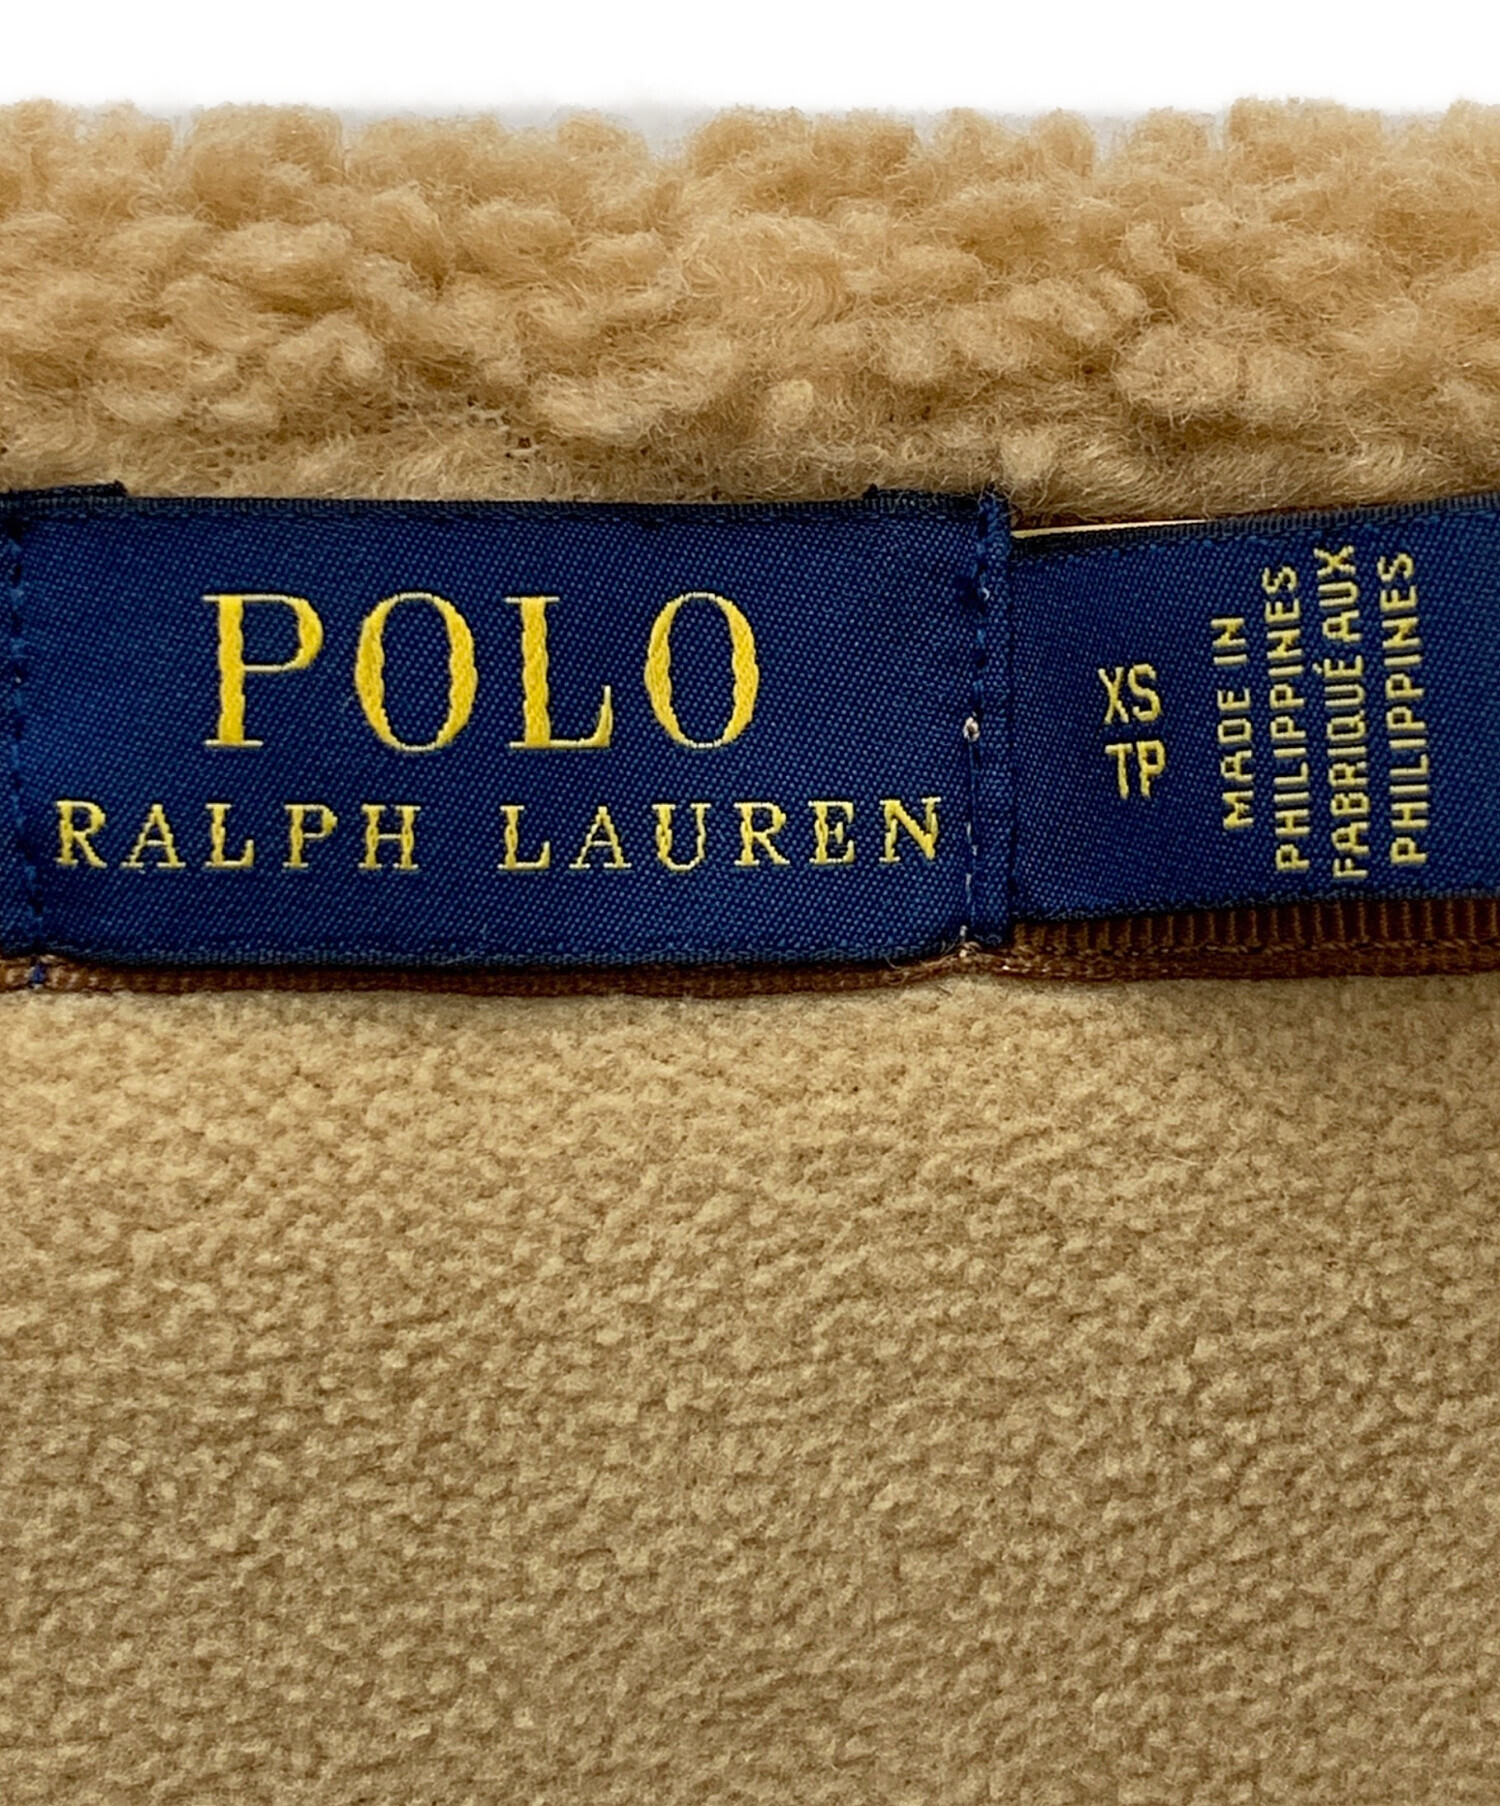 POLO
RALPH LAUREN
XS
TP
MADE IN
PHILIPPINES
FABRIQUÉ AUX
PHILIPPINES